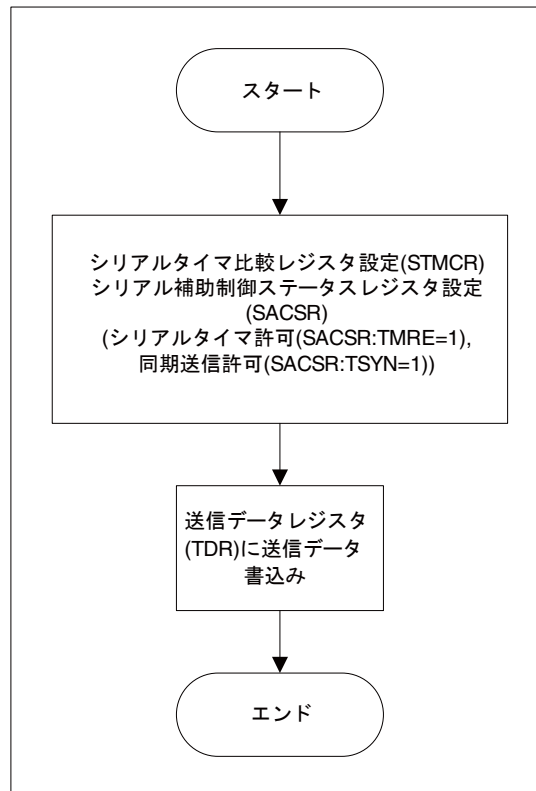 スタート
シリアルタイマ比較レジスタ設定(STMCR)
シリアル補助制御ステータスレジスタ設定
(SACSR)
(シリアルタイマ許可(SACSR:TMRE=1),
同期送信許可(SACSR:TSYN=1))
送信データレジスタ
(TDR)に送信データ
書込み
エンド